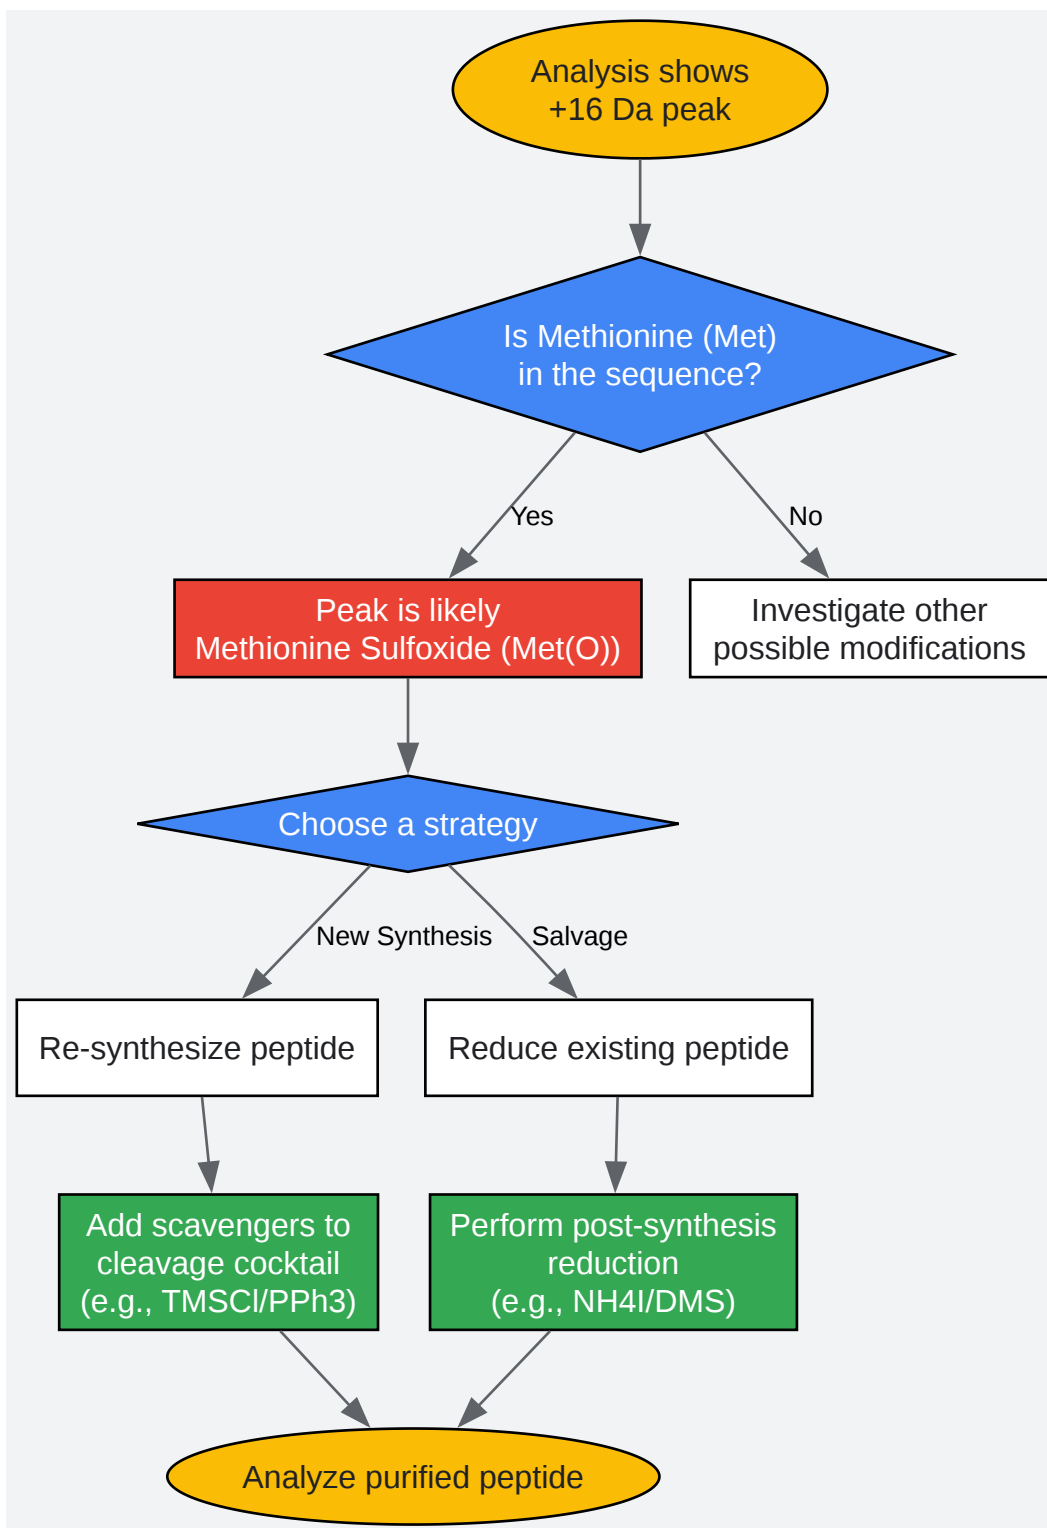 Analysis shows
+16 Da peak
Is Methionine (Met)
in the sequence?
Yes
No
Peak is likely
Methionine Sulfoxide (Met(O))
Investigate other
possible modifications
Choose a strategy
New Synthesis
Salvage
Re-synthesize peptide
Reduce existing peptide
Add scavengers to
cleavage cocktail
(e.g., TMSCl/PPh3)
Perform post-synthesis
reduction
(e.g., NH4I/DMS)
Analyze purified peptide